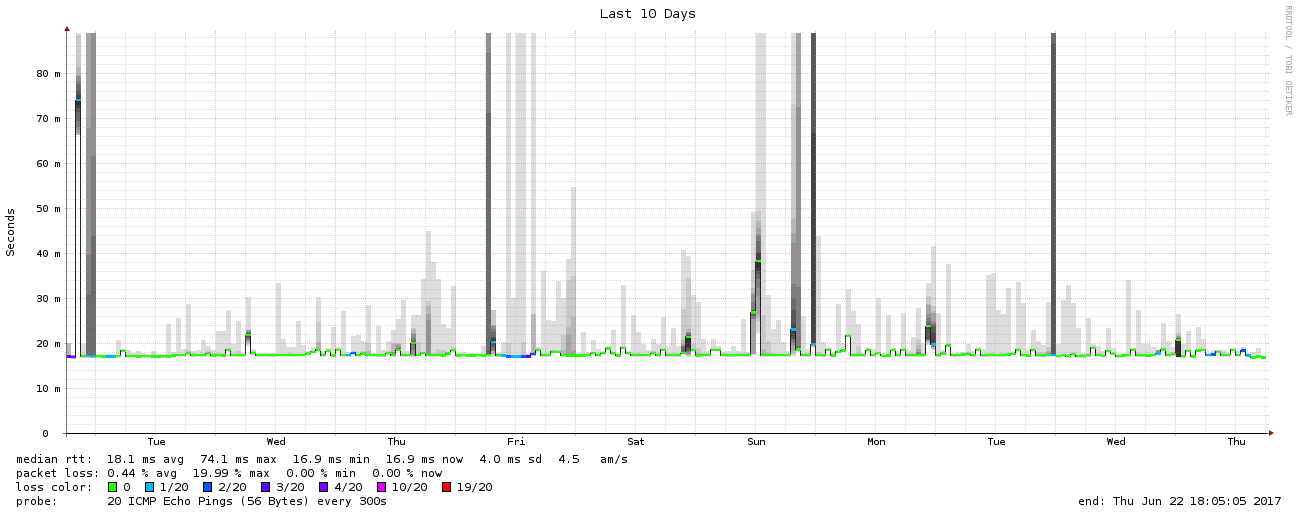 Last 10 Days
RRDTOOL / TOBI OETIKER
Seconds
80 m
70 m
60 m
50 m
40 m
30 m
20 m
10 m
0
Tue Wed Thu Fri Sat Sun Mon Tue Wed Thu
median rtt: 18.1 ms avg 74.1 ms max 16.9 ms min 16.9 ms now 4.0 ms sd 4.5 am/s
packet loss: 0.44 % avg 19.99 % max 0.00 % min 0.00 % now
loss color: 0 1/20 2/20 3/20 4/20 10/20 19/20
probe: 20 ICMP Echo Pings (56 Bytes) every 300s end: Thu Jun 22 18:05:05 2017